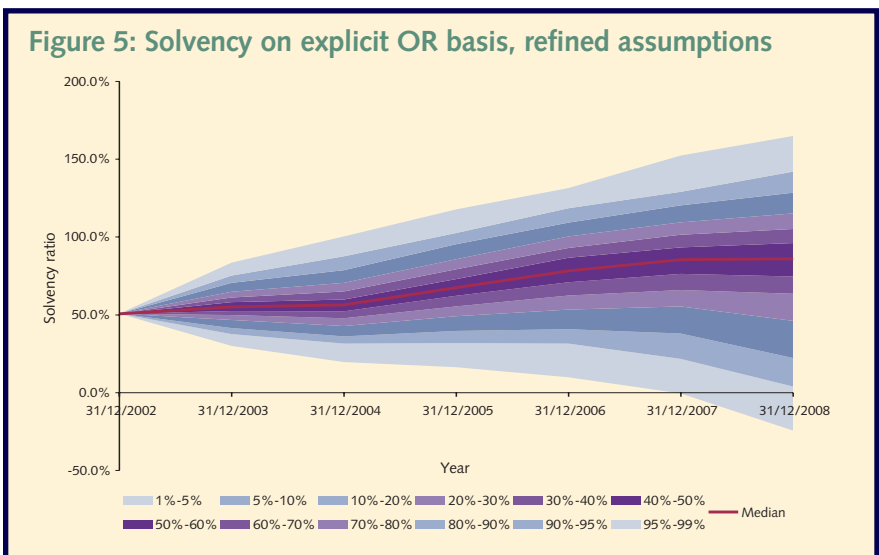 Figure 5: Solvency on explicit OR basis, refined assumptions
200.0%
150.0%
100.0%
50.0%
0.0%
-50.0%
Solvency ratio
31/12/2002 31/12/2003 31/12/2004 31/12/2005 31/12/2006 31/12/2007 31/12/2008
Year
1%-5% 5%-10% 10%-20% 20%-30% 30%-40% 40%-50%
50%-60% 60%-70% 70%-80% 80%-90% 90%-95% 95%-99% Median